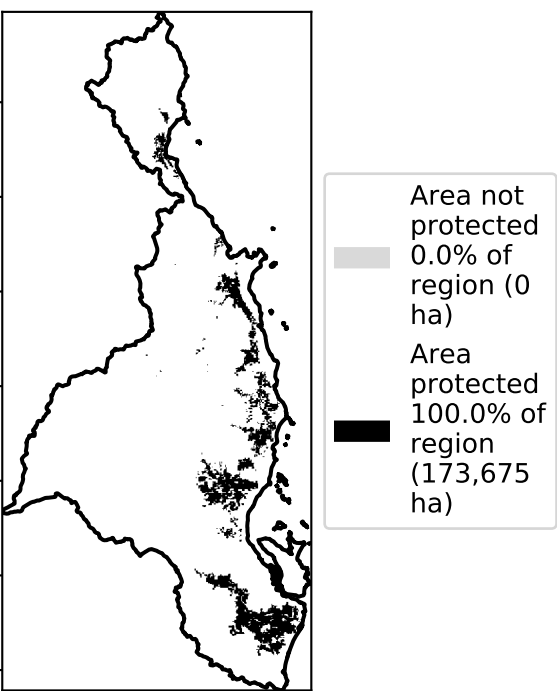 Area not
protected
0.0% of
region (0
ha)
Area
protected
100.0% of
region
(173,675
ha)